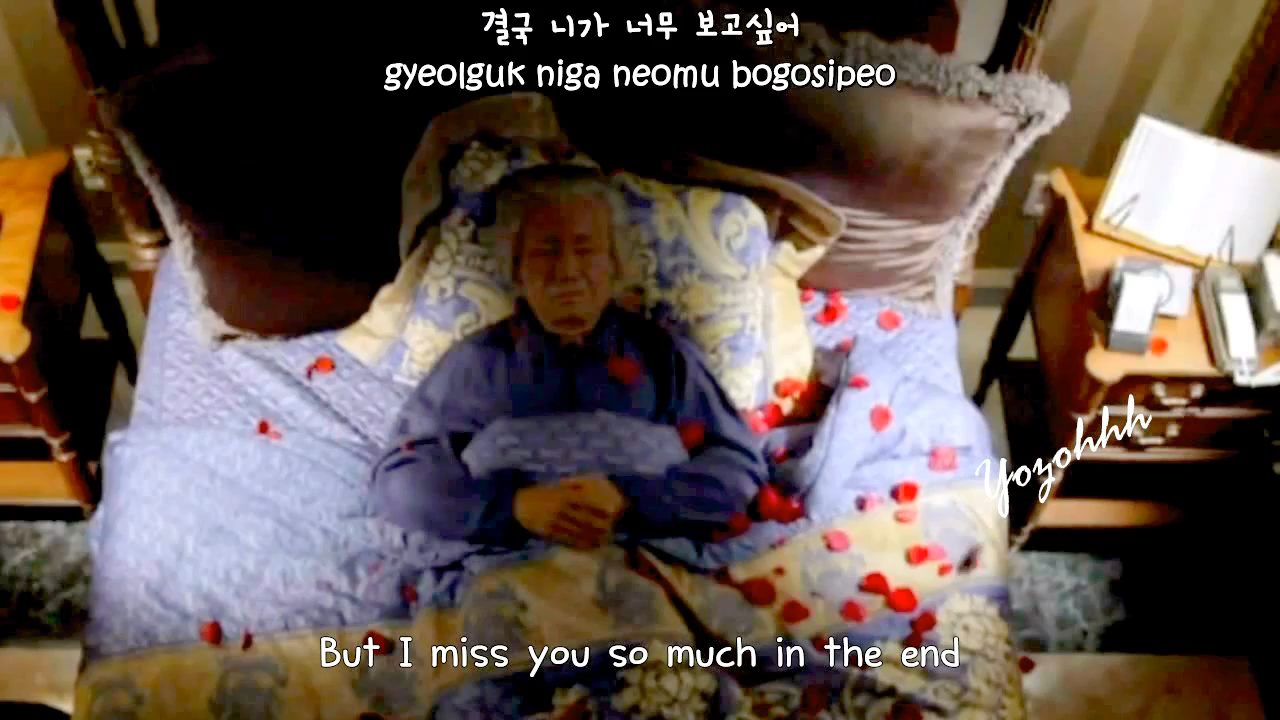 결국 니가 너무 보고싶어
gyeolguk niga neomu bogosipeo
Yozohhh
But I miss you so much in the end